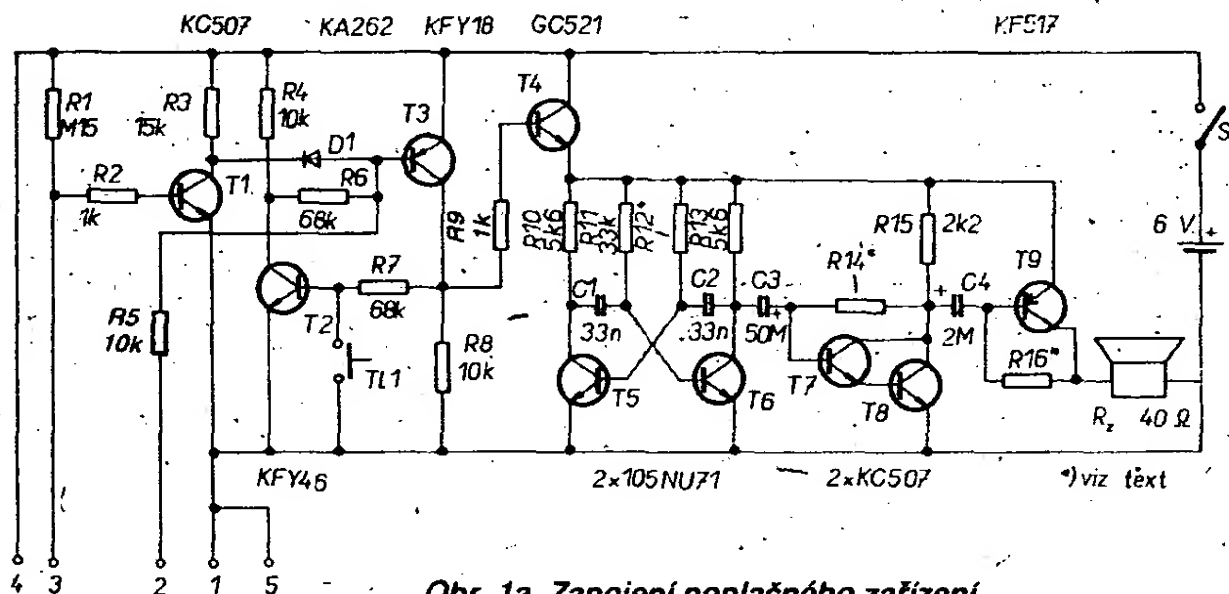 KC507 KA262 KFY18 GC521 KF517
R1 M15
R3 15k
R4 10k
T3
T4
S
D1
R2 1k
T1
R6 68k
R9 1k
R10 5k6
R11 33k
R12*
R13 5k6
R15 2k2
6 V +
R14*
T9
R7 68k
C1 33n
C2 33n
C3 50M +
+ C4 2M
R5 10k
T2
TL1
R8 10k
T5
T6
T7
T8
R16*
Rz 40 Ω
KFY46 2×105NU71 2×KC507 *) viz text
4 3 2 1 5
Obr. 1a. Zapojení poplačného zařízení